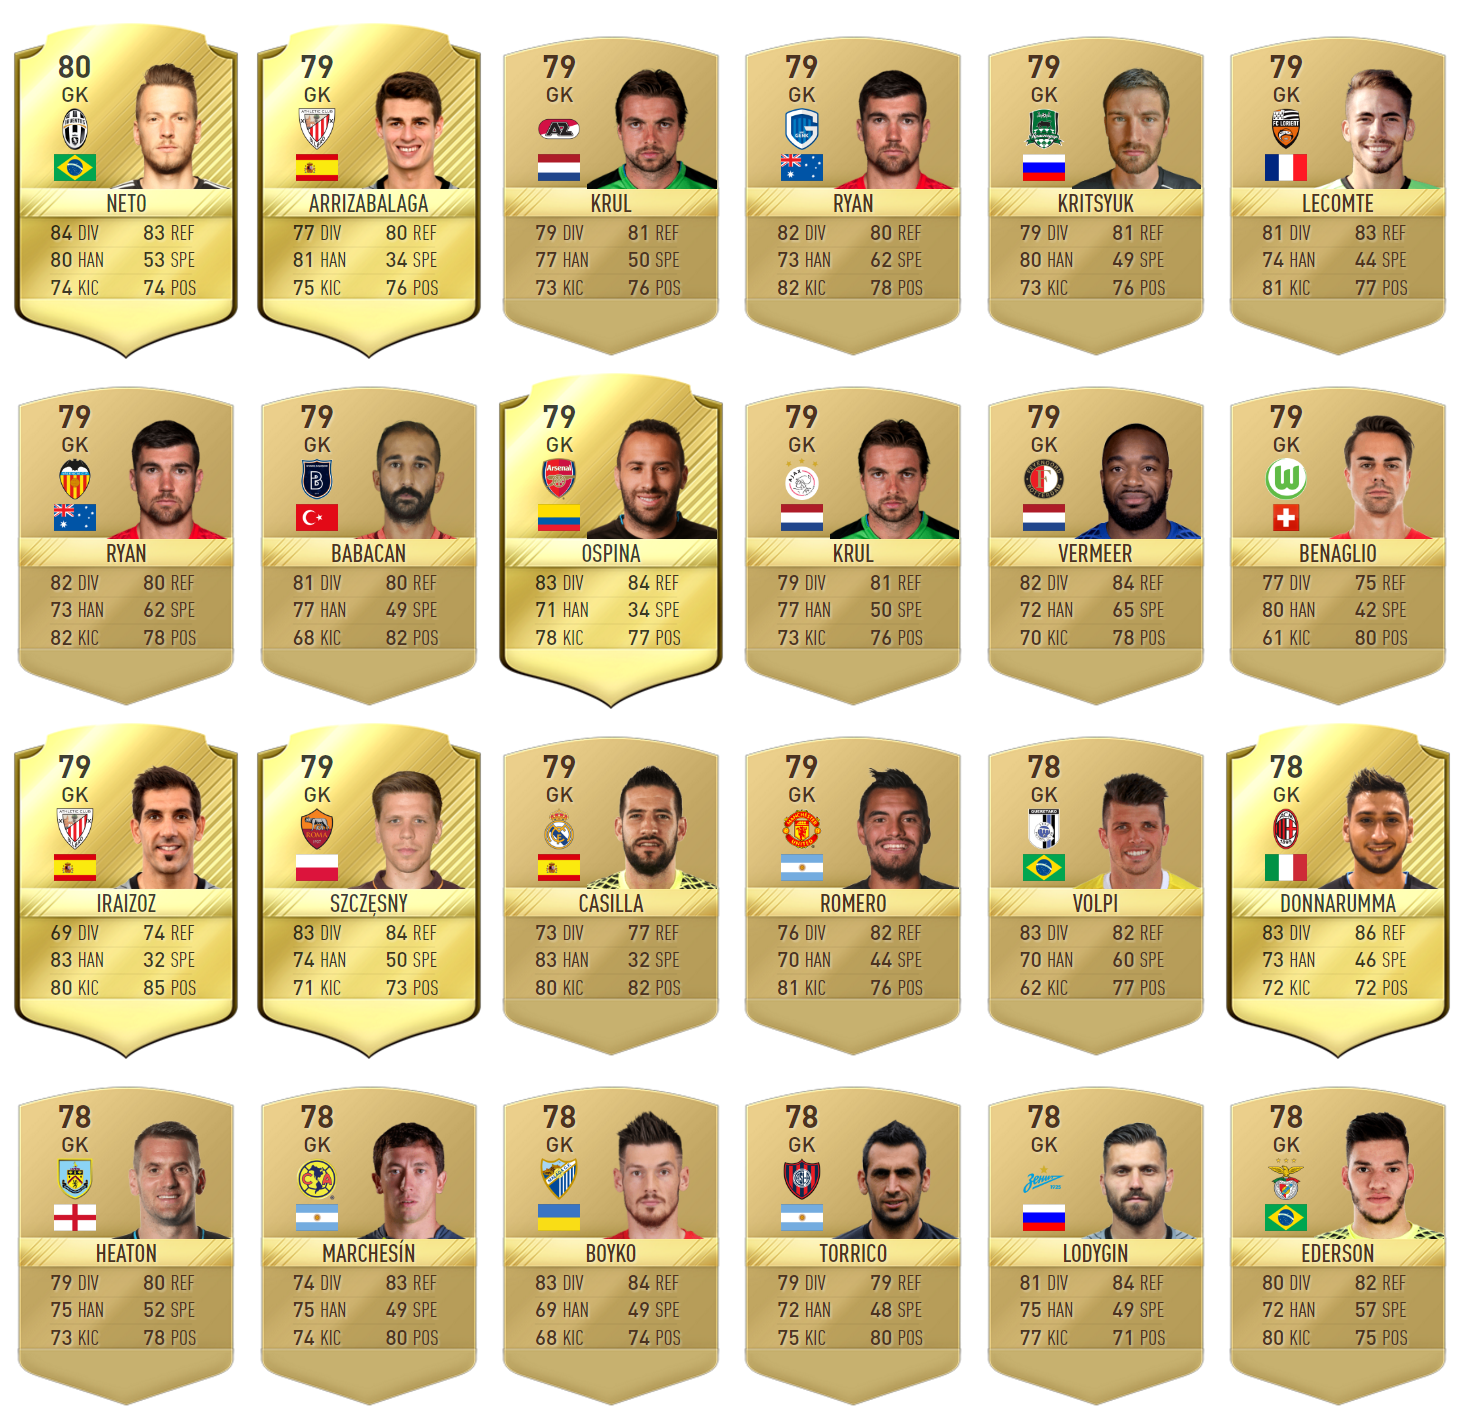 80
GK
NETO
84 DIV 83 REF
80 HAN 53 SPE
74 KIC 74 POS
79
GK
ARRIZABALAGA
77 DIV 80 REF
81 HAN 34 SPE
75 KIC 76 POS
79
GK
AZ
KRUL
79 DIV 81 REF
77 HAN 50 SPE
73 KIC 76 POS
79
GK
RYAN
82 DIV 80 REF
73 HAN 62 SPE
82 KIC 78 POS
79
GK
KRITSYUK
79 DIV 81 REF
80 HAN 49 SPE
73 KIC 76 POS
79
GK
FC LORIENT
LECOMTE
81 DIV 83 REF
74 HAN 44 SPE
81 KIC 77 POS
79
GK
RYAN
82 DIV 80 REF
73 HAN 62 SPE
82 KIC 78 POS
79
GK
BABACAN
81 DIV 80 REF
77 HAN 49 SPE
68 KIC 82 POS
79
GK
Arsenal
OSPINA
83 DIV 84 REF
71 HAN 34 SPE
78 KIC 77 POS
79
GK
AJAX
KRUL
79 DIV 81 REF
77 HAN 50 SPE
73 KIC 76 POS
79
GK
VERMEER
82 DIV 84 REF
72 HAN 65 SPE
70 KIC 78 POS
79
GK
W
BENAGLIO
77 DIV 75 REF
80 HAN 42 SPE
61 KIC 80 POS
79
GK
IRAIZOZ
69 DIV 74 REF
83 HAN 32 SPE
80 KIC 85 POS
79
GK
ROMA
SZCZĘSNY
83 DIV 84 REF
74 HAN 50 SPE
71 KIC 73 POS
79
GK
CASILLA
73 DIV 77 REF
83 HAN 32 SPE
80 KIC 82 POS
79
GK
MANCHESTER
UNITED
ROMERO
76 DIV 82 REF
70 HAN 44 SPE
81 KIC 76 POS
78
GK
QUERETARO
VOLPI
83 DIV 82 REF
70 HAN 60 SPE
62 KIC 77 POS
78
GK
DONNARUMMA
83 DIV 86 REF
73 HAN 46 SPE
72 KIC 72 POS
78
GK
HEATON
79 DIV 80 REF
75 HAN 52 SPE
73 KIC 78 POS
78
GK
CA
MARCHESÍN
74 DIV 83 REF
75 HAN 49 SPE
74 KIC 80 POS
78
GK
BOYKO
83 DIV 84 REF
69 HAN 49 SPE
68 KIC 74 POS
78
GK
TORRICO
79 DIV 79 REF
72 HAN 48 SPE
75 KIC 80 POS
78
GK
LODYGIN
81 DIV 84 REF
75 HAN 49 SPE
77 KIC 71 POS
78
GK
EDERSON
80 DIV 82 REF
72 HAN 57 SPE
80 KIC 75 POS